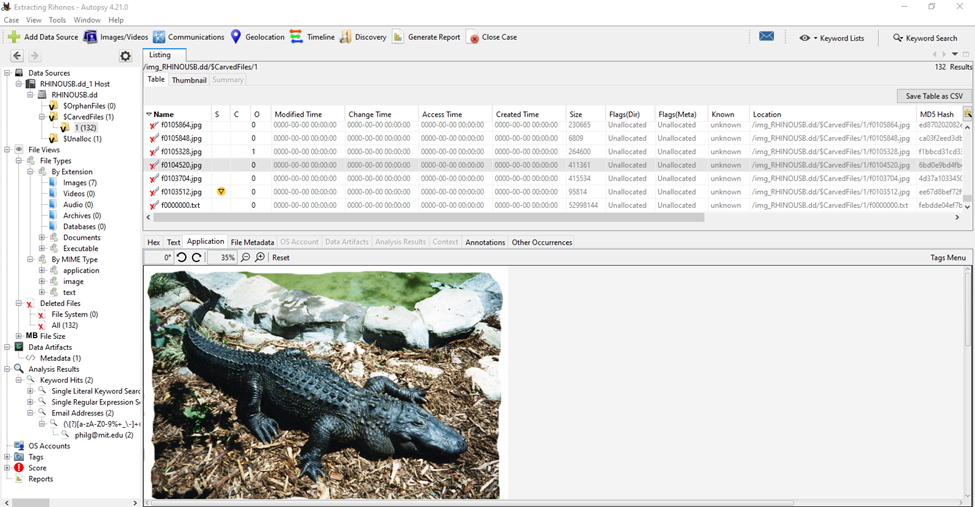 Extracting Rihonos - Autopsy 4.21.0
Case View Tools Window Help
Add Data Source Images/Videos Communications Geolocation Timeline Discovery Generate Report Close Case Keyword Lists Keyword Search
Listing
/img_RHINOUSB.dd/$CarvedFiles/1
132 Results
Table Thumbnail Summary
Save Table as CSV
Name S C O Modified Time Change Time Access Time Created Time Size Flags(Dir) Flags(Meta) Known Location MD5 Hash
f0105864.jpg 0 0000-00-00 00:00:00 0000-00-00 00:00:00 0000-00-00 00:00:00 0000-00-00 00:00:00 230665 Unallocated Unallocated unknown /img_RHINOUSB.dd/$CarvedFiles/1/f0105864.jpg
f0105848.jpg 0 0000-00-00 00:00:00 0000-00-00 00:00:00 0000-00-00 00:00:00 0000-00-00 00:00:00 6809 Unallocated Unallocated unknown /img_RHINOUSB.dd/$CarvedFiles/1/f0105848.jpg
f0105328.jpg 1 0000-00-00 00:00:00 0000-00-00 00:00:00 0000-00-00 00:00:00 0000-00-00 00:00:00 264600 Unallocated Unallocated unknown /img_RHINOUSB.dd/$CarvedFiles/1/f0105328.jpg
f0104520.jpg 0 0000-00-00 00:00:00 0000-00-00 00:00:00 0000-00-00 00:00:00 0000-00-00 00:00:00 411361 Unallocated Unallocated unknown /img_RHINOUSB.dd/$CarvedFiles/1/f0104520.jpg
f0103704.jpg 0 0000-00-00 00:00:00 0000-00-00 00:00:00 0000-00-00 00:00:00 0000-00-00 00:00:00 415534 Unallocated Unallocated unknown /img_RHINOUSB.dd/$CarvedFiles/1/f0103704.jpg
f0103512.jpg 0 0000-00-00 00:00:00 0000-00-00 00:00:00 0000-00-00 00:00:00 0000-00-00 00:00:00 95814 Unallocated Unallocated unknown /img_RHINOUSB.dd/$CarvedFiles/1/f0103512.jpg
f0000000.txt 0 0000-00-00 00:00:00 0000-00-00 00:00:00 0000-00-00 00:00:00 0000-00-00 00:00:00 52998144 Unallocated Unallocated unknown /img_RHINOUSB.dd/$CarvedFiles/1/f0000000.txt
Hex Text Application File Metadata OS Account Data Artifacts Analysis Results Context Annotations Other Occurrences
0° 35% Reset Tags Menu
Data Sources
RHINOUSB.dd_1 Host
RHINOUSB.dd
$OrphanFiles (0)
$CarvedFiles (1)
1 (132)
$Unalloc (1)
File Views
File Types
By Extension
Images (7)
Videos (0)
Audio (0)
Archives (0)
Databases (0)
Documents
Executable
By MIME Type
application
image
text
Deleted Files
File System (0)
All (132)
MB File Size
Data Artifacts
Metadata (1)
Analysis Results
Keyword Hits (2)
Single Literal Keyword Searc
Single Regular Expression S
Email Addresses (2)
(\{?)[a-zA-Z0-9%+_\-]+
philg@mit.edu (2)
OS Accounts
Tags
Score
Reports